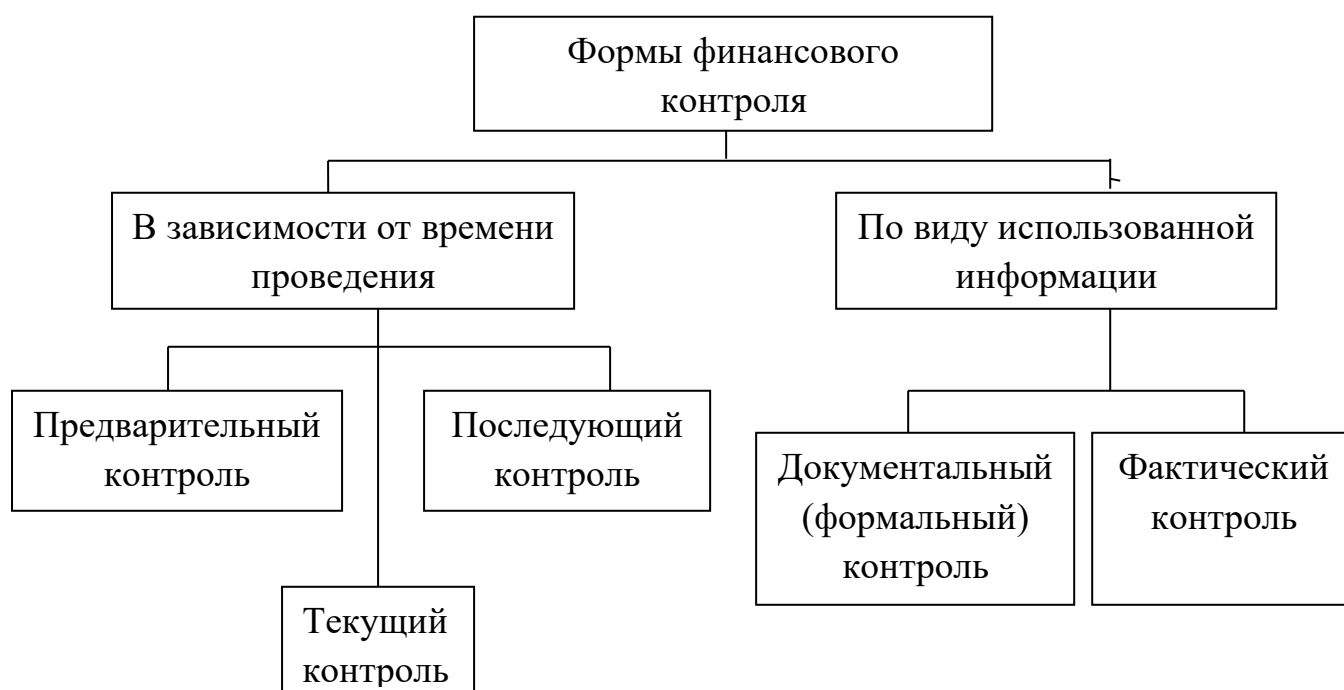 Формы финансового
контроля
В зависимости от времени
проведения
По виду использованной
информации
Предварительный
контроль
Последующий
контроль
Документальный
(формальный)
контроль
Фактический
контроль
Текущий
контроль